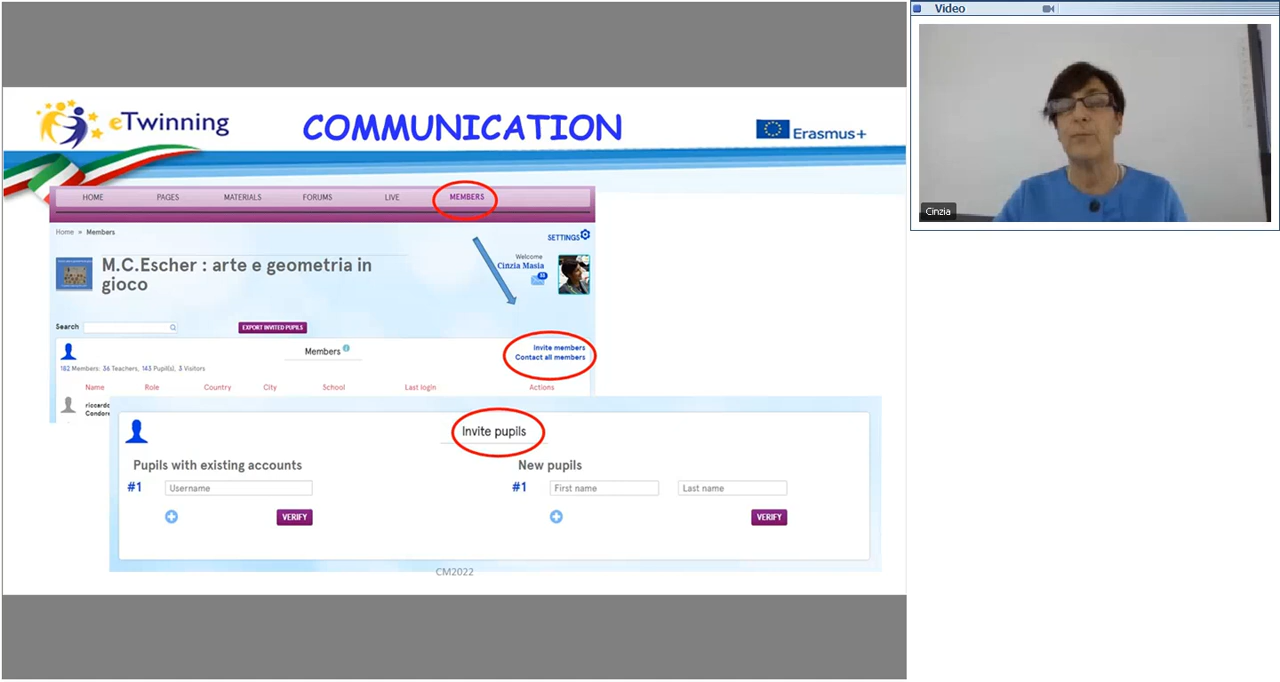 Video
eTwinning
COMMUNICATION
Erasmus+
HOME PAGES MATERIALS FORUMS LIVE MEMBERS
Home » Members
SETTINGS
M.C.Escher : arte e geometria in
gioco
Welcome
Cinzia Masia
Search
EXPORT INVITED PUPILS
Members
Invite members
Contact all members
182 Members: 36 Teachers, 143 Pupil(s), 3 Visitors
Name Role Country City School Last login Actions
Invite pupils
Pupils with existing accounts
#1 Username
VERIFY
New pupils
#1 First name Last name
VERIFY
CM2022
Cinzia